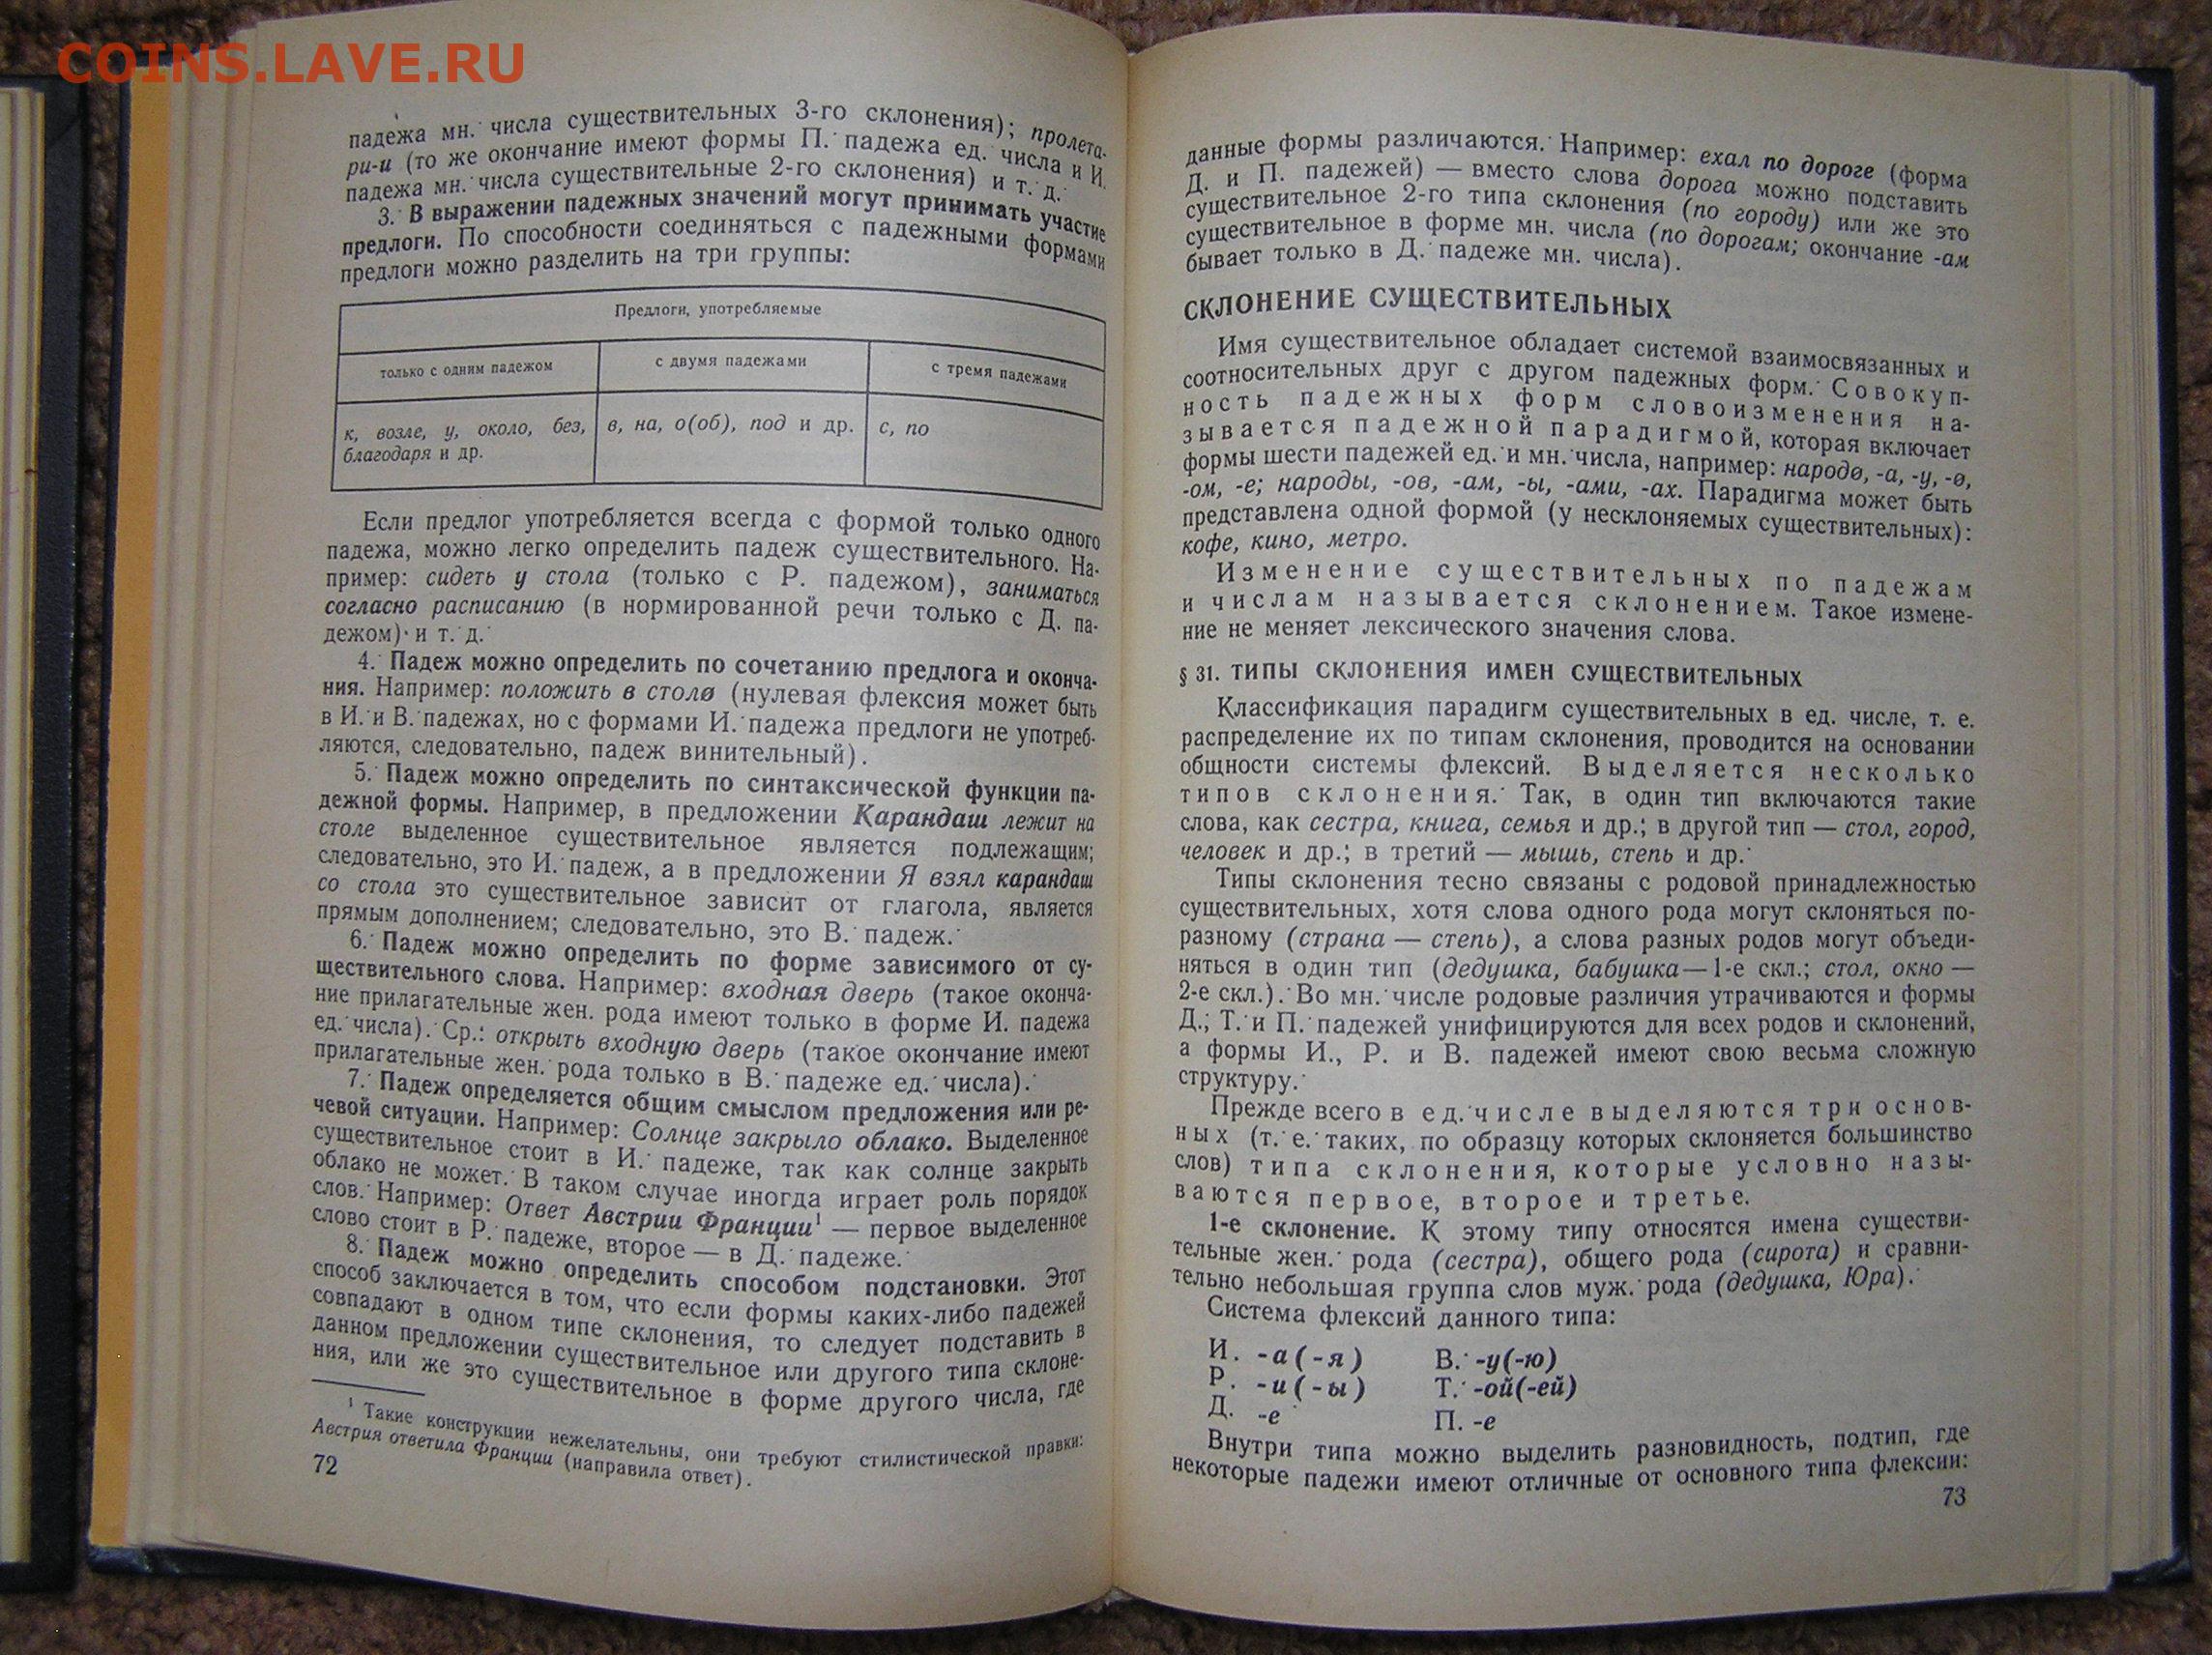 COINS.LAVE.RU
падежа мн. числа существительных 3-го склонения); пролета-
ри-и (то же окончание имеют формы П. падежа ед. числа и И.
падежа мн. числа существительные 2-го склонения) и т. д.
3. В выражении падежных значений могут принимать участие
предлоги. По способности соединяться с падежными формами
предлоги можно разделить на три группы:
Предлоги, употребляемые
только с одним падежом
с двумя падежами
с тремя падежами
к, возле, у, около, без,
благодаря и др.
в, на, о(об), под и др.
с, по
Если предлог употребляется всегда с формой только одного
падежа, можно легко определить падеж существительного. На-
пример: сидеть у стола (только с Р. падежом), заниматься
согласно расписанию (в нормированной речи только с Д. па-
дежом) и т. д.
4. Падеж можно определить по сочетанию предлога и оконча-
ния. Например: положить в столø (нулевая флексия может быть
в И. и В. падежах, но с формами И. падежа предлоги не употреб-
ляются, следовательно, падеж винительный).
5. Падеж можно определить по синтаксической функции па-
дежной формы. Например, в предложении Карандаш лежит на
столе выделенное существительное является подлежащим;
следовательно, это И. падеж, а в предложении Я взял карандаш
со стола это существительное зависит от глагола, является
прямым дополнением; следовательно, это В. падеж.
6. Падеж можно определить по форме зависимого от су-
ществительного слова. Например: входная дверь (такое оконча-
ние прилагательные жен. рода имеют только в форме И. падежа
ед. числа). Ср.: открыть входную дверь (такое окончание имеют
прилагательные жен. рода только в В. падеже ед. числа).
7. Падеж определяется общим смыслом предложения или ре-
чевой ситуации. Например: Солнце закрыло облако. Выделенное
существительное стоит в И. падеже, так как солнце закрыть
облако не может. В таком случае иногда играет роль порядок
слов. Например: Ответ Австрии Франции¹ — первое выделенное
слово стоит в Р. падеже, второе — в Д. падеже.
8. Падеж можно определить способом подстановки. Этот
способ заключается в том, что если формы каких-либо падежей
совпадают в одном типе склонения, то следует подставить в
данном предложении существительное или другого типа склоне-
ния, или же это существительное в форме другого числа, где
¹ Такие конструкции нежелательны, они требуют стилистической правки:
Австрия ответила Франции (направила ответ).
72
данные формы различаются. Например: ехал по дороге (форма
Д. и П. падежей) — вместо слова дорога можно подставить
существительное 2-го типа склонения (по городу) или же это
существительное в форме мн. числа (по дорогам; окончание -ам
бывает только в Д. падеже мн. числа).
СКЛОНЕНИЕ СУЩЕСТВИТЕЛЬНЫХ
Имя существительное обладает системой взаимосвязанных и
соотносительных друг с другом падежных форм. Совокуп-
ность падежных форм словоизменения на-
зывается падежной парадигмой, которая включает
формы шести падежей ед. и мн. числа, например: народø, -а, -у, -ø,
-ом, -е; народы, -ов, -ам, -ы, -ами, -ах. Парадигма может быть
представлена одной формой (у несклоняемых существительных):
кофе, кино, метро.
Изменение существительных по падежам
и числам называется склонением. Такое измене-
ние не меняет лексического значения слова.
§ 31. ТИПЫ СКЛОНЕНИЯ ИМЕН СУЩЕСТВИТЕЛЬНЫХ
Классификация парадигм существительных в ед. числе, т. е.
распределение их по типам склонения, проводится на основании
общности системы флексий. Выделяется несколько
типов склонения. Так, в один тип включаются такие
слова, как сестра, книга, семья и др.; в другой тип — стол, город,
человек и др.; в третий — мышь, степь и др.
Типы склонения тесно связаны с родовой принадлежностью
существительных, хотя слова одного рода могут склоняться по-
разному (страна — степь), а слова разных родов могут объеди-
няться в один тип (дедушка, бабушка — 1-е скл.; стол, окно —
2-е скл.). Во мн. числе родовые различия утрачиваются и формы
Д., Т. и П. падежей унифицируются для всех родов и склонений,
а формы И., Р. и В. падежей имеют свою весьма сложную
структуру.
Прежде всего в ед. числе выделяются три основ-
ных (т. е. таких, по образцу которых склоняется большинство
слов) типа склонения, которые условно назы-
ваются первое, второе и третье.
1-е склонение. К этому типу относятся имена существи-
тельные жен. рода (сестра), общего рода (сирота) и сравни-
тельно небольшая группа слов муж. рода (дедушка, Юра).
Система флексий данного типа:
И. -а(-я) В. -у(-ю)
Р. -и(-ы) Т. -ой(-ей)
Д. -е П. -е
Внутри типа можно выделить разновидность, подтип, где
некоторые падежи имеют отличные от основного типа флексии:
73